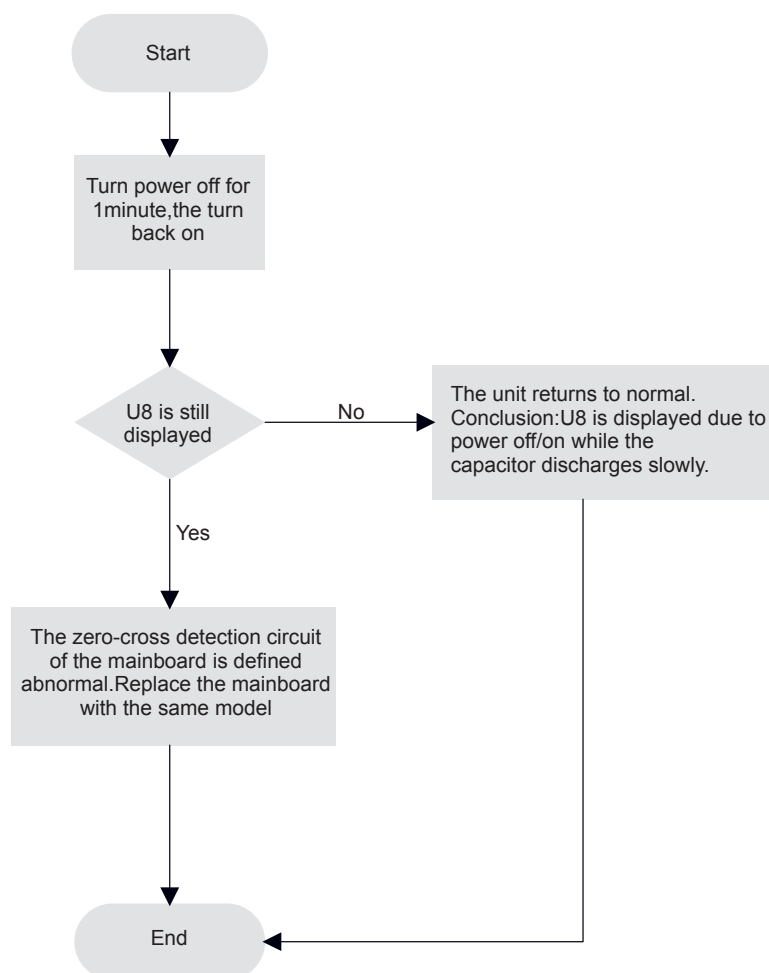 Start
Turn power off for
1minute,the turn
back on
U8 is still
displayed
No
The unit returns to normal.
Conclusion:U8 is displayed due to
power off/on while the
capacitor discharges slowly.
Yes
The zero-cross detection circuit
of the mainboard is defined
abnormal.Replace the mainboard
with the same model
End